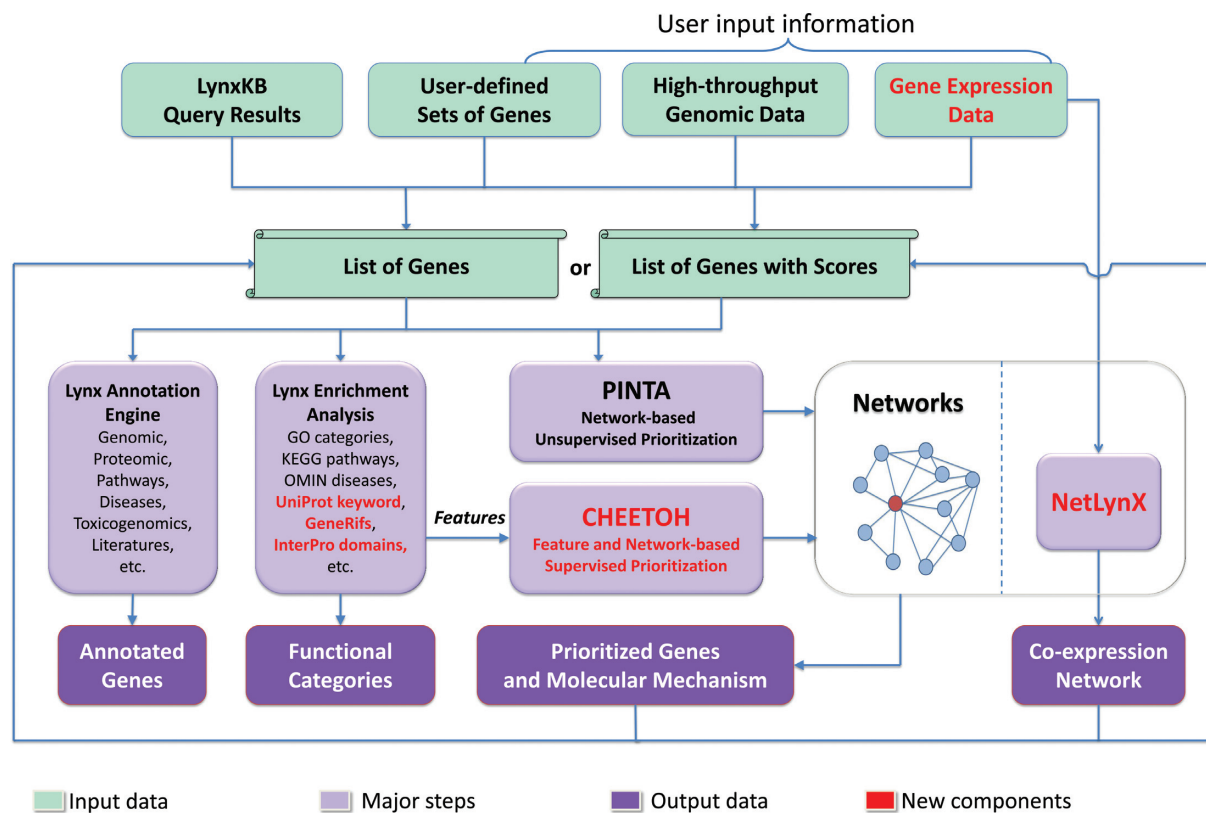 User input information
LynxKB
Query Results
User-defined
Sets of Genes
High-throughput
Genomic Data
Gene Expression
Data
List of Genes
or
List of Genes with Scores
Lynx Annotation
Engine
Genomic,
Proteomic,
Pathways,
Diseases,
Toxicogenomics,
Literatures,
etc.
Lynx Enrichment
Analysis
GO categories,
KEGG pathways,
OMIN diseases,
UniProt keyword,
GeneRifs,
InterPro domains,
etc.
Features
PINTA
Network-based
Unsupervised Prioritization
CHEETOH
Feature and Network-based
Supervised Prioritization
Networks
NetLynX
Annotated
Genes
Functional
Categories
Prioritized Genes
and Molecular Mechanism
Co-expression
Network
Input data
Major steps
Output data
New components